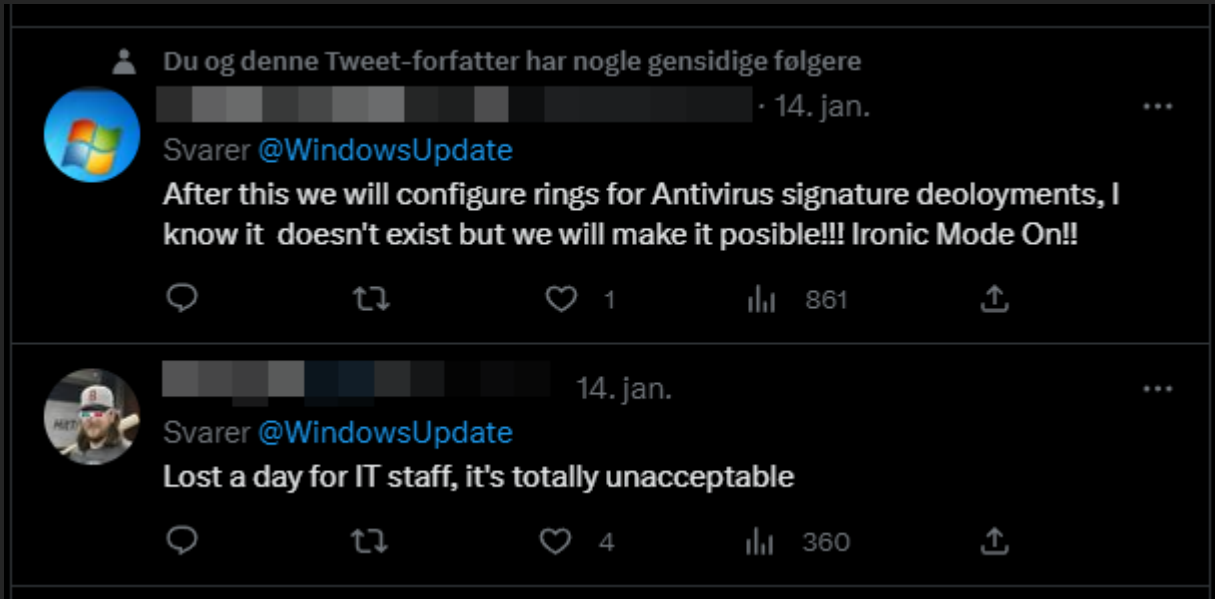 Du og denne Tweet-forfatter har nogle gensidige følgere
· 14. jan.
Svarer @WindowsUpdate
After this we will configure rings for Antivirus signature deoloyments, I
know it  doesn't exist but we will make it posible!!! Ironic Mode On!!
1 861
14. jan.
Svarer @WindowsUpdate
Lost a day for IT staff, it's totally unacceptable
4 360